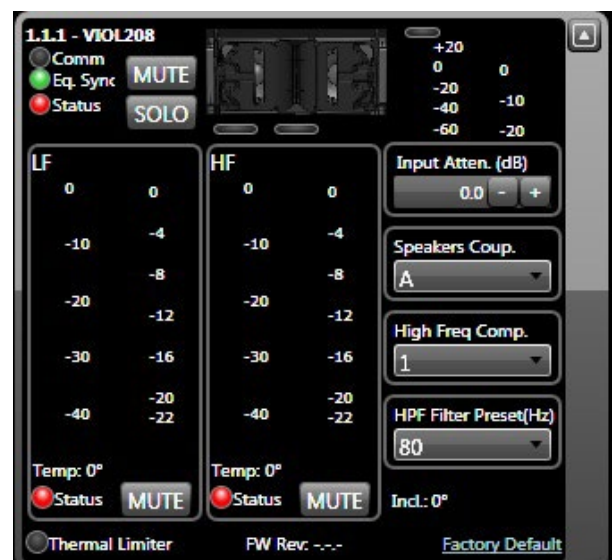 1.1.1 - VIOL208
Comm
Eq. Sync
Status
MUTE
SOLO
+20
0
-20
-40
-60
0
-10
-20
LF
0
-10
-20
-30
-40
0
-4
-8
-12
-16
-20
-22
Temp: 0°
Status
MUTE
HF
0
-10
-20
-30
-40
0
-4
-8
-12
-16
-20
-22
Temp: 0°
Status
MUTE
Input Atten. (dB)
0.0 - +
Speakers Coup.
A
High Freq Comp.
1
HPF Filter Preset(Hz)
80
Incl.: 0°
Thermal Limiter
FW Rev: -.-.-
Factory Default